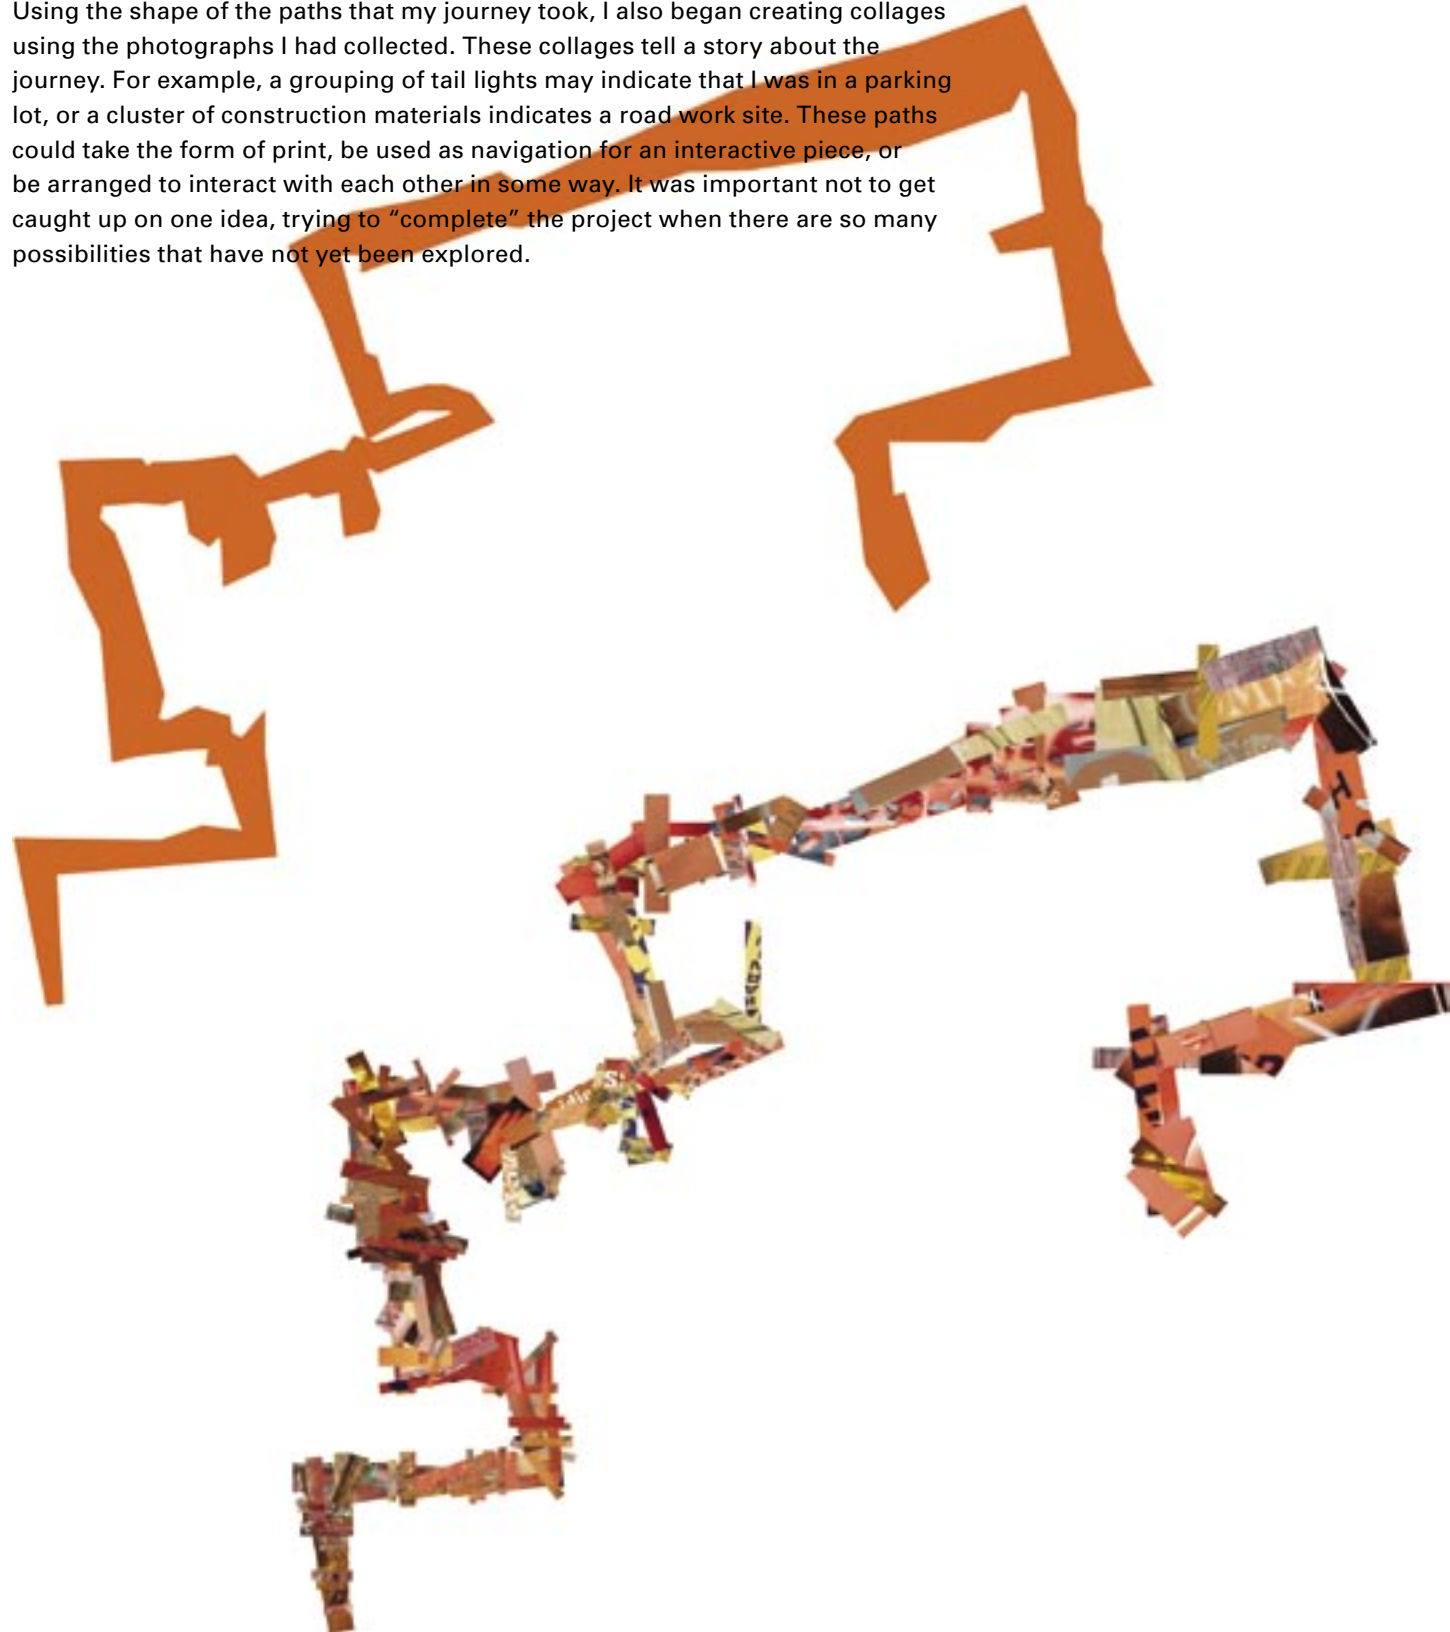 Using the shape of the paths that my journey took, I also began creating collages
using the photographs I had collected. These collages tell a story about the
journey. For example, a grouping of tail lights may indicate that I was in a parking
lot, or a cluster of construction materials indicates a road work site. These paths
could take the form of print, be used as navigation for an interactive piece, or
be arranged to interact with each other in some way. It was important not to get
caught up on one idea, trying to “complete” the project when there are so many
possibilities that have not yet been explored.